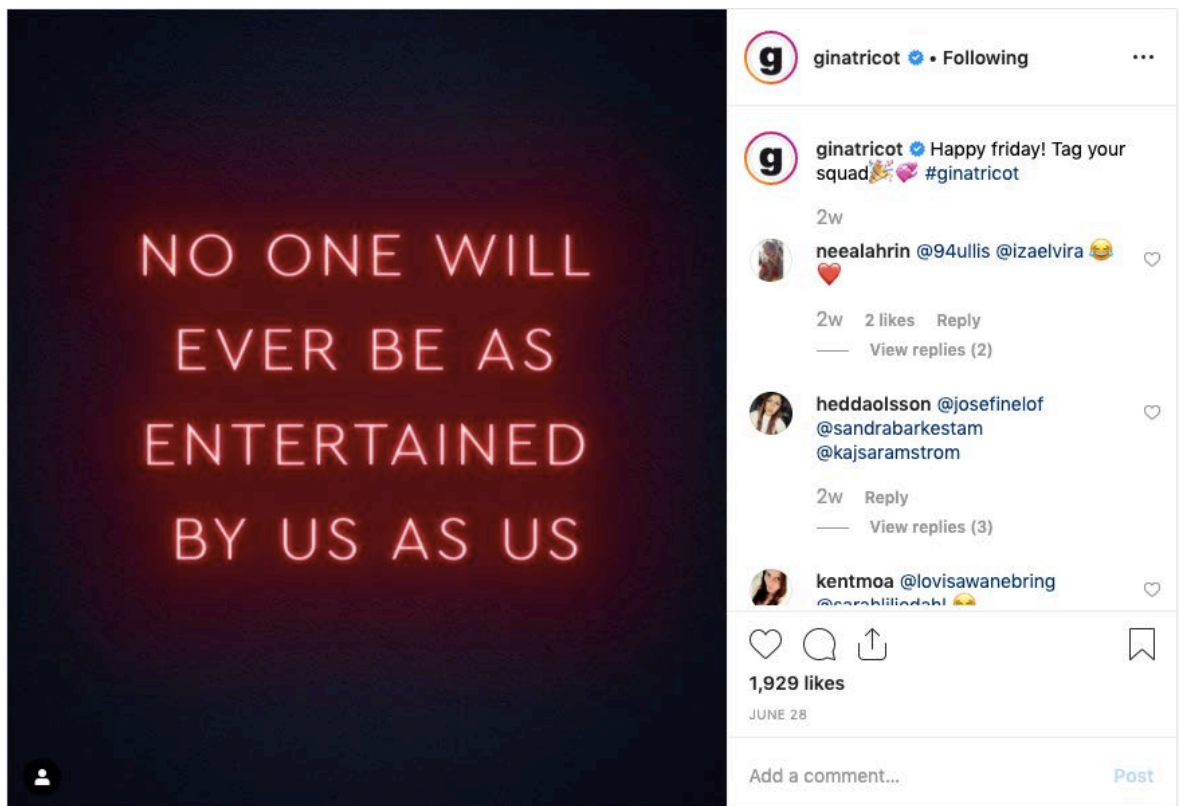 NO ONE WILL
EVER BE AS
ENTERTAINED
BY US AS US
g ginatricot • Following
g ginatricot Happy friday! Tag your
squad🎉💞 #ginatricot
2w
neealahrin @94ullis @izaelvira 😂
❤️
2w 2 likes Reply
View replies (2)
heddaolsson @josefinelof
@sandrabarkestam
@kajsaramstrom
2w Reply
View replies (3)
kentmoa @lovisawanebring
1,929 likes
JUNE 28
Add a comment... Post